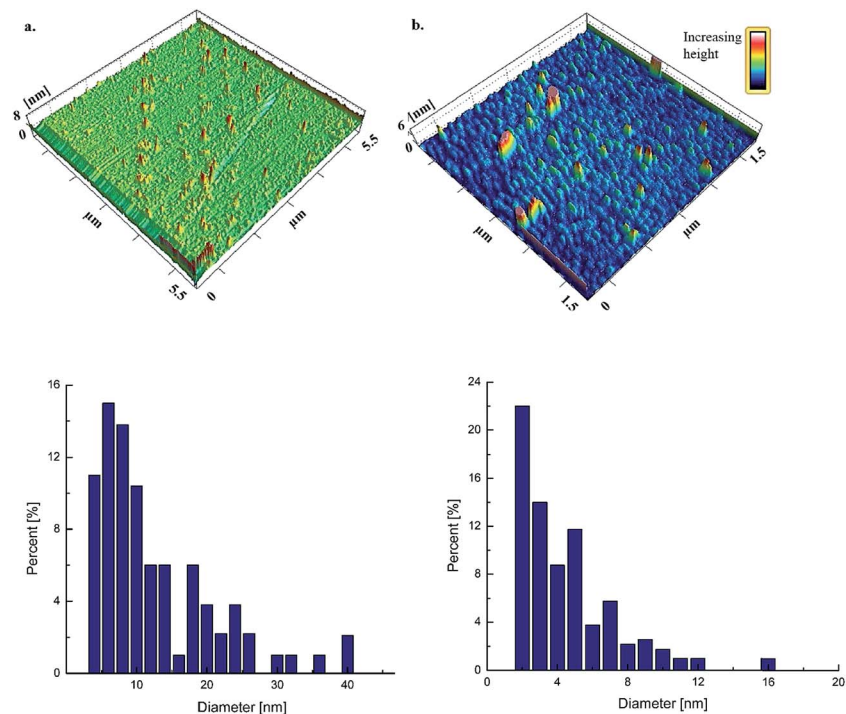 a.
8 [nm]
0
5.5
μm
μm
5.5
0
b.
Increasing
height
6 [nm]
0
1.5
μm
μm
1.5
0
16
12
8
4
0
Percent [%]
10
20
30
40
Diameter [nm]
24
20
16
12
8
4
0
Percent [%]
0
4
8
12
16
20
Diameter [nm]